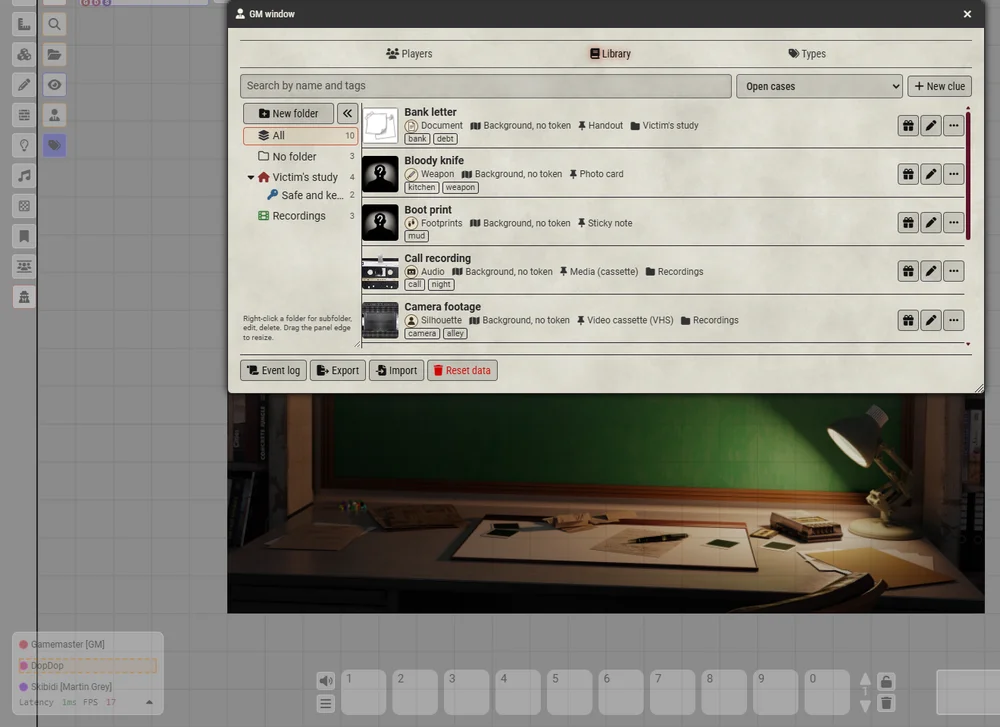 GM window
Players
Library
Types
Search by name and tags
Open cases
New clue
New folder
All 10
No folder 3
Victim's study 4
Safe and ke... 2
Recordings 3
Right-click a folder for subfolder,
edit, delete. Drag the panel edge
to resize.
Bank letter
Document Background, no token Handout Victim's study
bank debt
Bloody knife
Weapon Background, no token Photo card
kitchen weapon
Boot print
Footprints Background, no token Sticky note
mud
Call recording
Audio Background, no token Media (cassette) Recordings
call night
Camera footage
Silhouette Background, no token Video cassette (VHS) Recordings
camera alley
Event log Export Import Reset data
Gamemaster [GM]
DopDop
Skibidi [Martin Grey]
Latency 1ms FPS 17
1 2 3 4 5 6 7 8 9 0
1